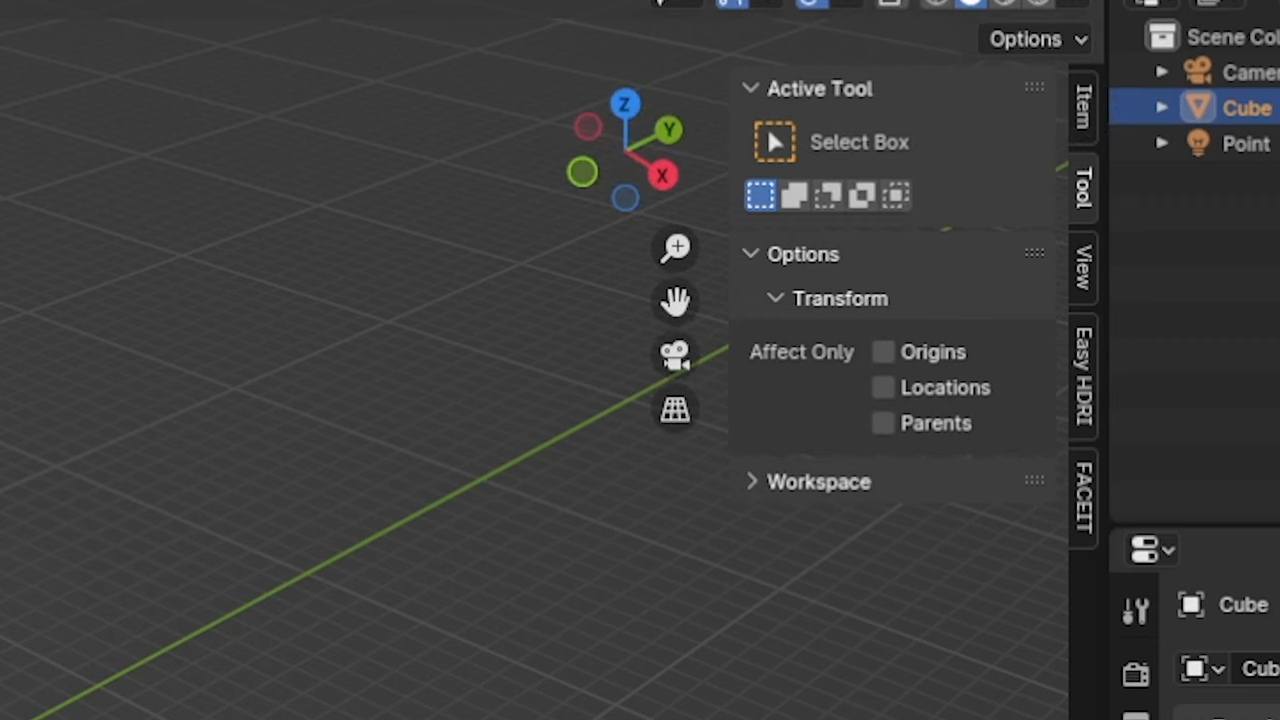 Options
Scene Col
Active Tool
Item
Z
Y
X
Camer
Cube
Point
Select Box
Tool
View
Options
Transform
Affect Only
Origins
Locations
Parents
Easy HDRI
Workspace
FACEIT
Cube
Cub